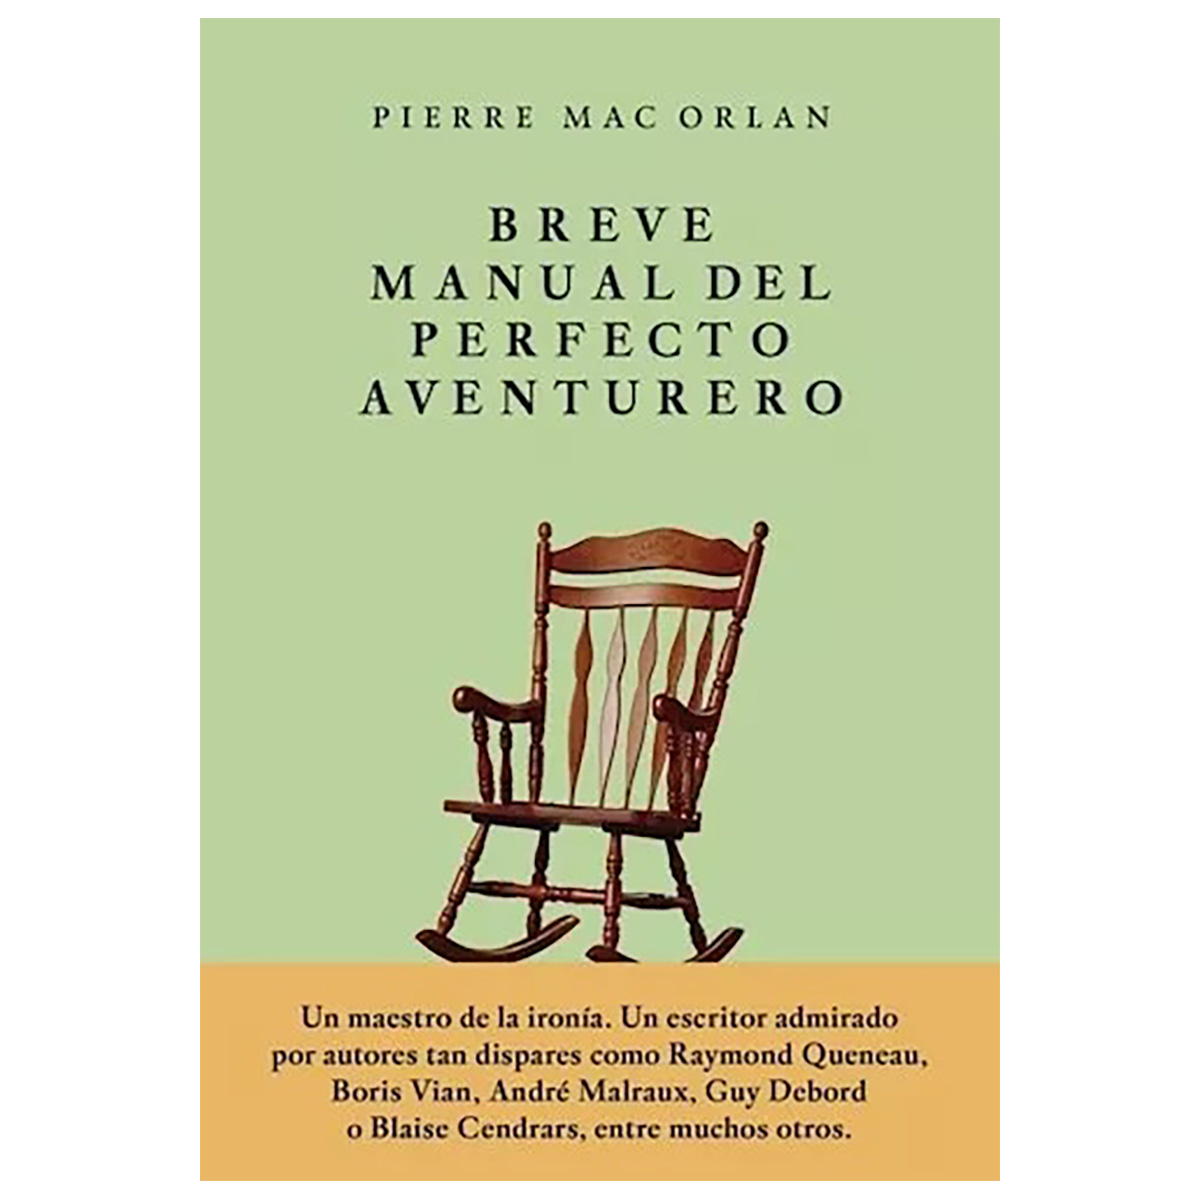 PIERRE MAC ORLAN
BREVE
MANUAL DEL
PERFECTO
AVENTURERO
Un maestro de la ironía. Un escritor admirado
por autores tan dispares como Raymond Queneau,
Boris Vian, André Malraux, Guy Debord
o Blaise Cendrars, entre muchos otros.